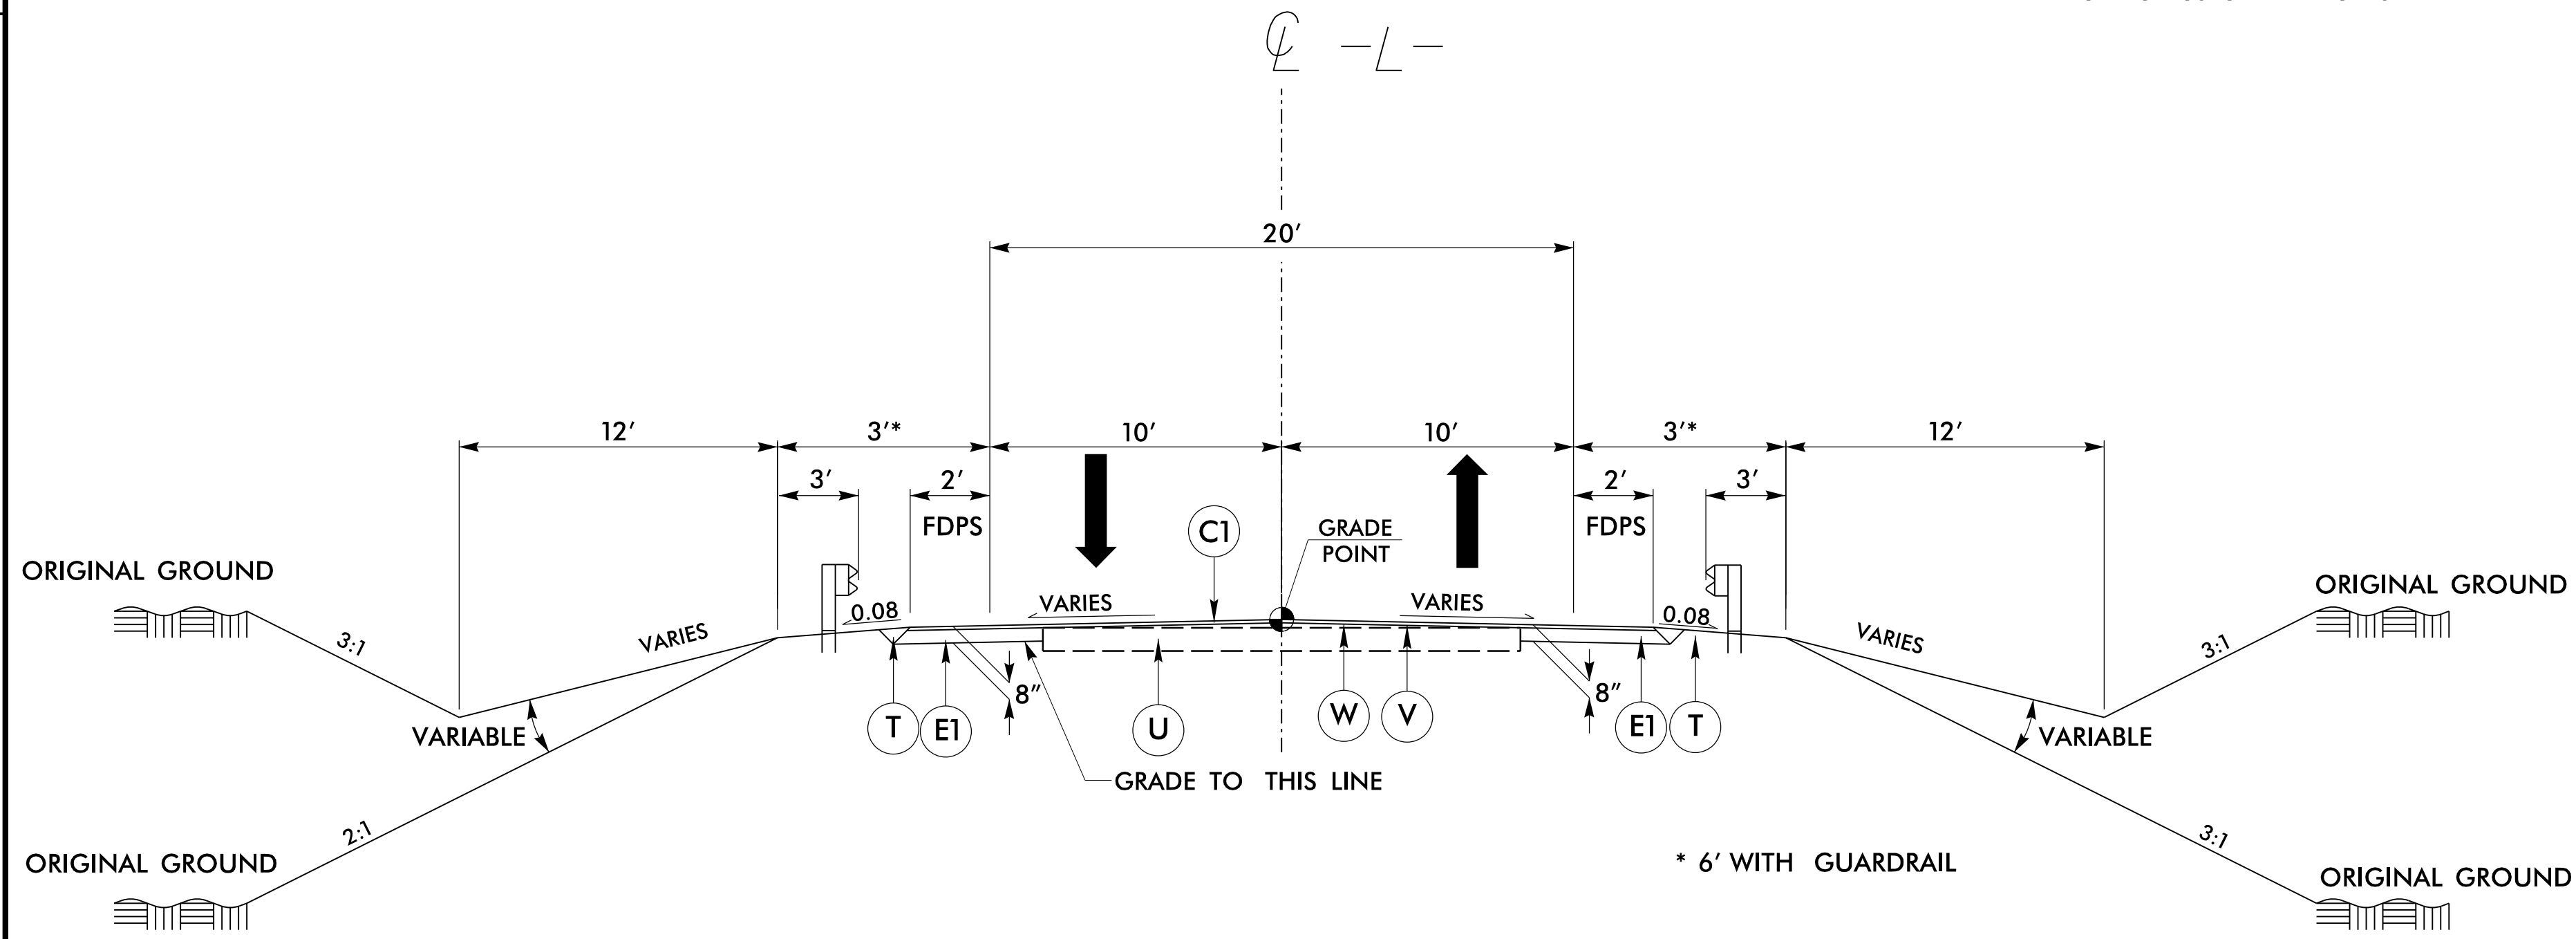 ℄ -L-
20'
12' 3'* 10' 10' 3'* 12'
3' 2' 2' 3'
FDPS C1 GRADE POINT FDPS
ORIGINAL GROUND ORIGINAL GROUND
0.08 VARIES VARIES 0.08
3:1 VARIES VARIES 3:1
8" 8"
VARIABLE T E1 U W V E1 T VARIABLE
GRADE TO THIS LINE
2:1 3:1
* 6' WITH GUARDRAIL
ORIGINAL GROUND ORIGINAL GROUND